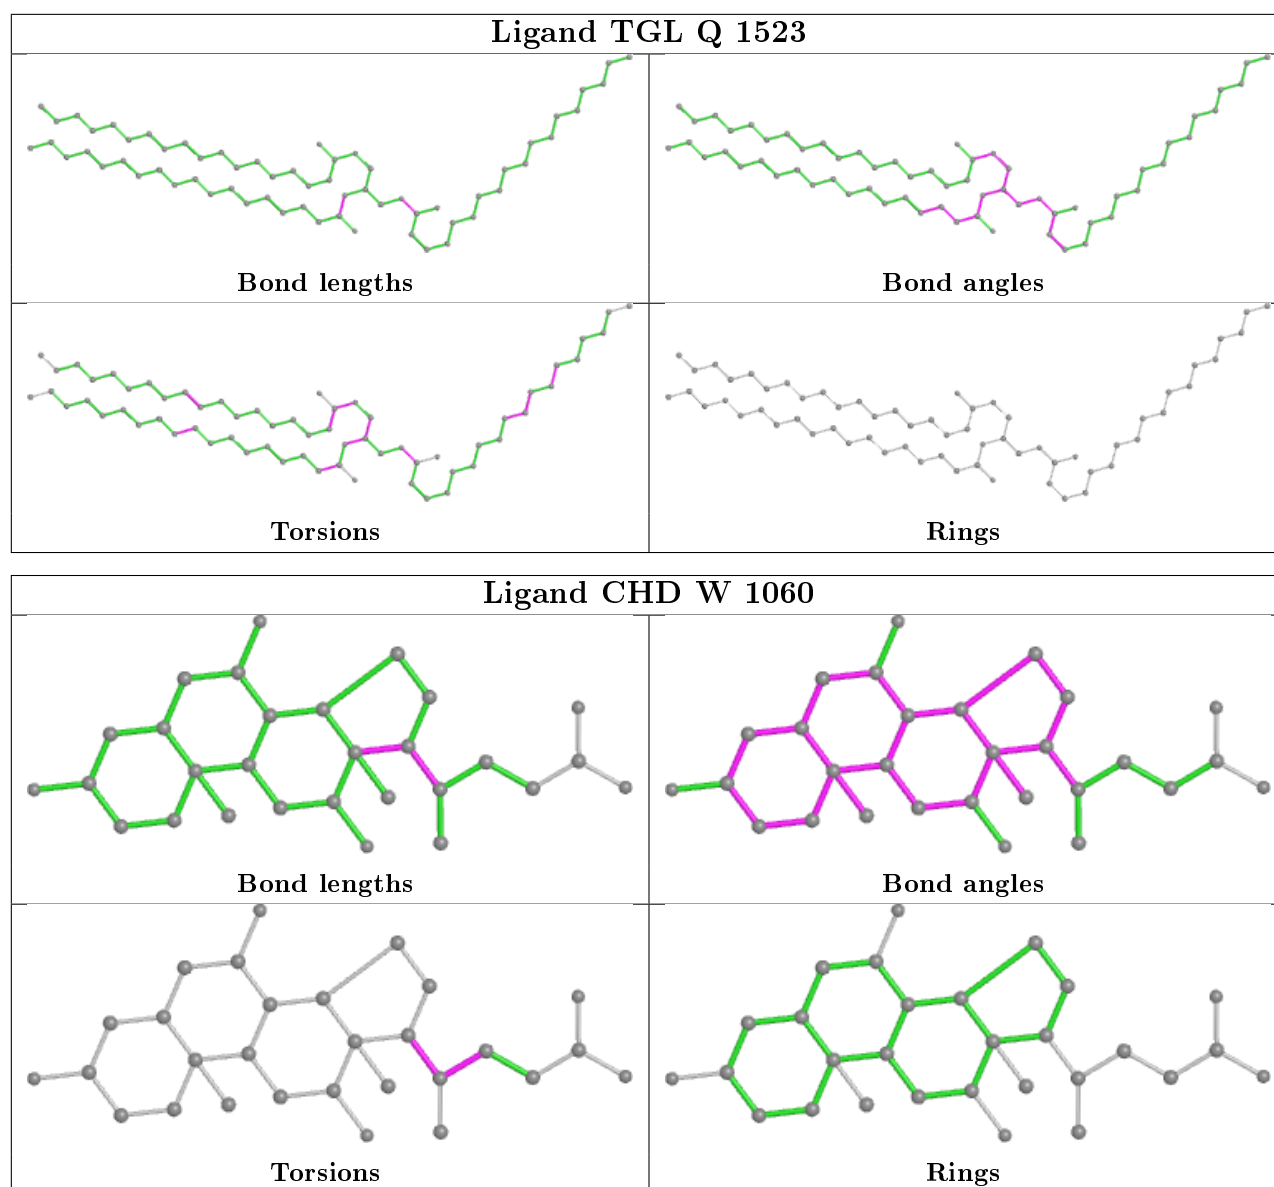 Ligand TGL Q 1523
Bond lengths
Bond angles
Torsions
Rings
Ligand CHD W 1060
Bond lengths
Bond angles
Torsions
Rings